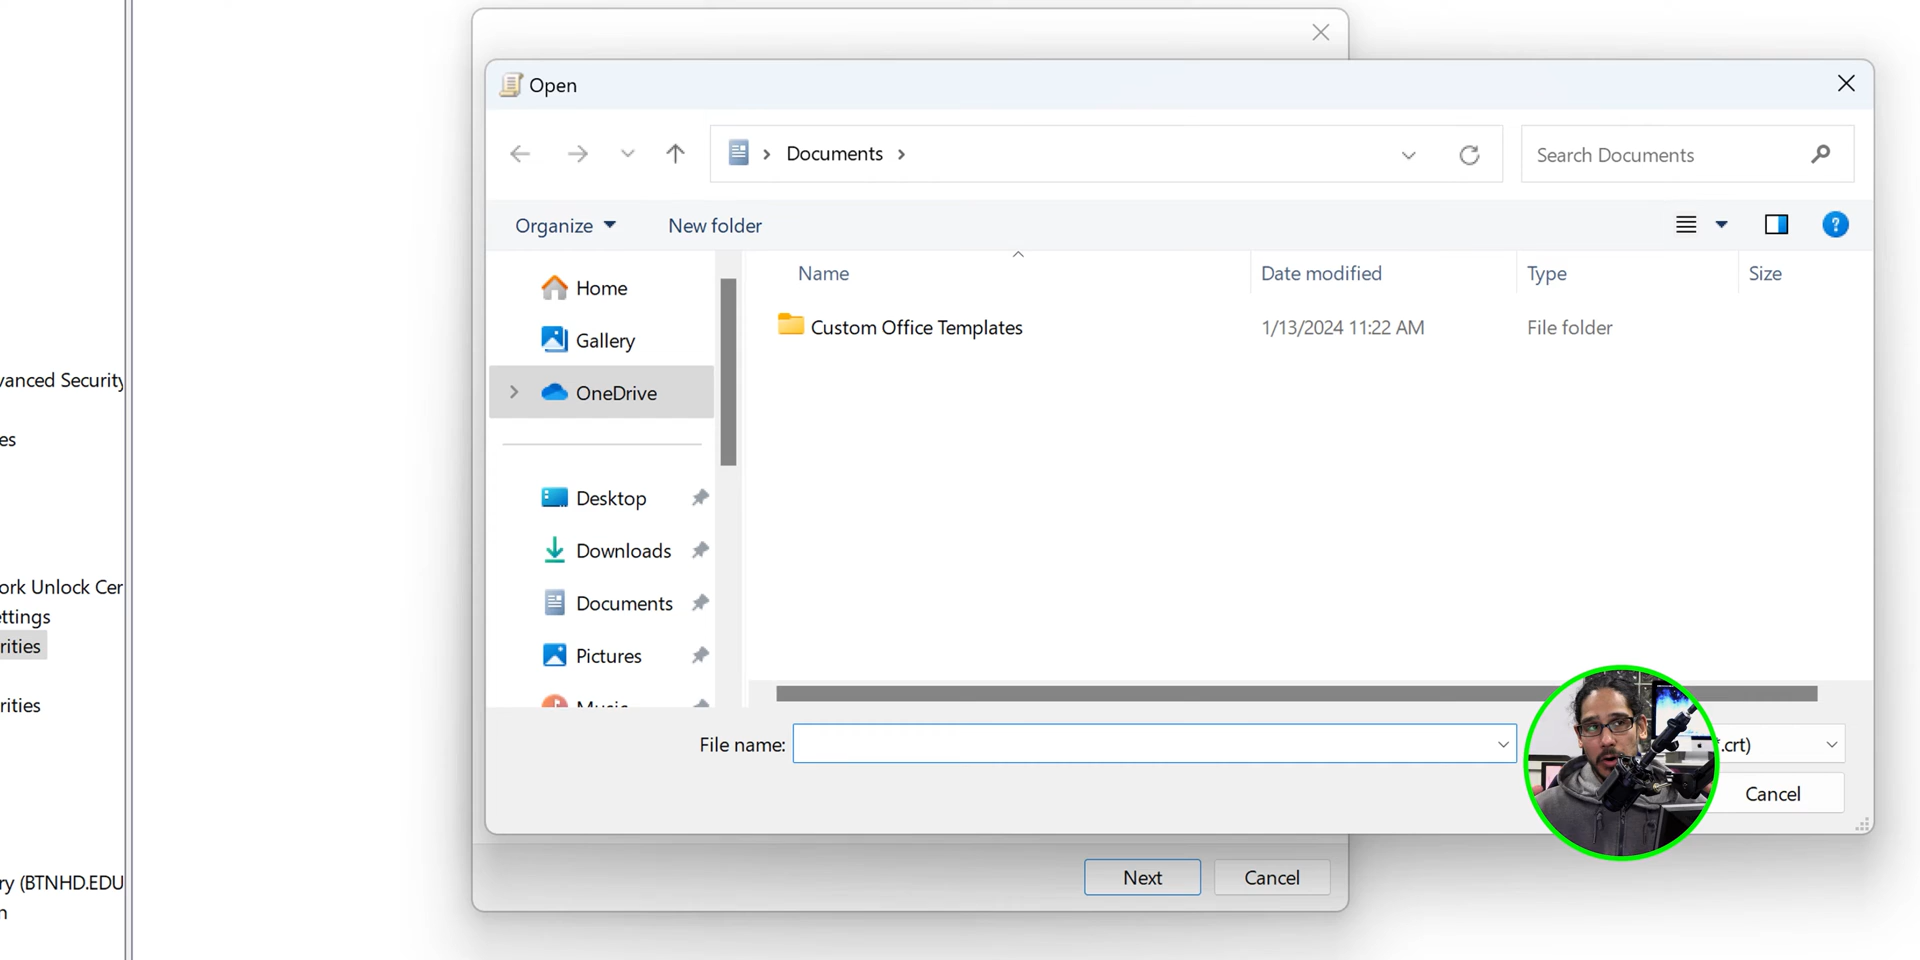 Open
Documents
Search Documents
Organize
New folder
Name
Date modified
Type
Size
Home
Custom Office Templates
1/13/2024 11:22 AM
File folder
Gallery
OneDrive
Desktop
Downloads
Documents
Pictures
Music
File name:
.crt)
Cancel
Next
Cancel
vanced Security
es
ork Unlock Cer
ettings
rities
rities
ry (BTNHD.EDU
n